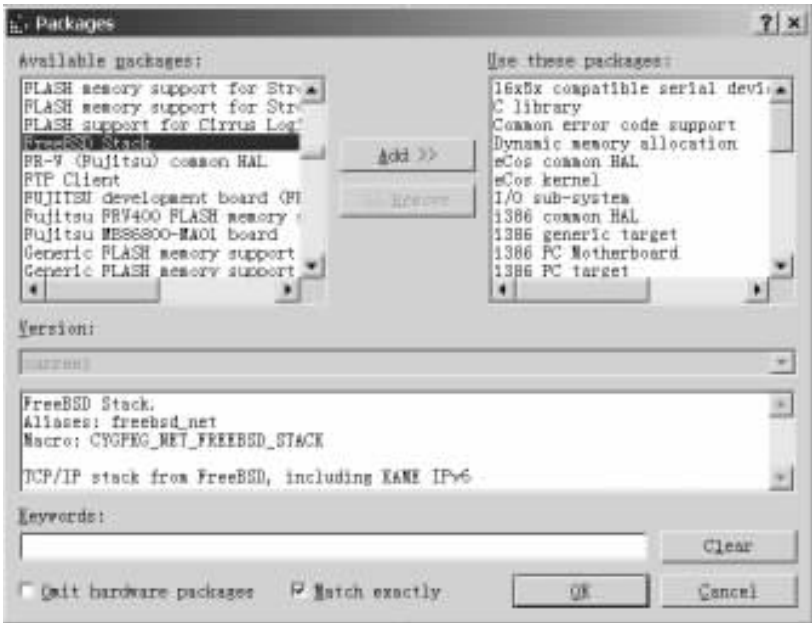 Packages
Available packages:
FLASH memory support for Str
FLASH memory support for Str
FLASH support for Cirrus Log
FreeBSD Stack
FR-V (Fujitsu) common HAL
FTP Client
FUJITSU development board (FR
Fujitsu FRV400 FLASH memory
Fujitsu MB86800-MA01 board
Generic FLASH memory support
Generic FLASH memory support
Add >>
<< Remove
Use these packages:
16x5x compatible serial devi
C library
Common error code support
Dynamic memory allocation
eCos common HAL
eCos kernel
I/O sub-system
i386 common HAL
i386 generic target
i386 PC Motherboard
i386 PC target
Version:
current
FreeBSD Stack.
Aliases: freebsd_net
Macro: CYGPKG_NET_FREEBSD_STACK
TCP/IP stack from FreeBSD, including KAME IPv6
Keywords:
Clear
Omit hardware packages
Match exactly
OK
Cancel